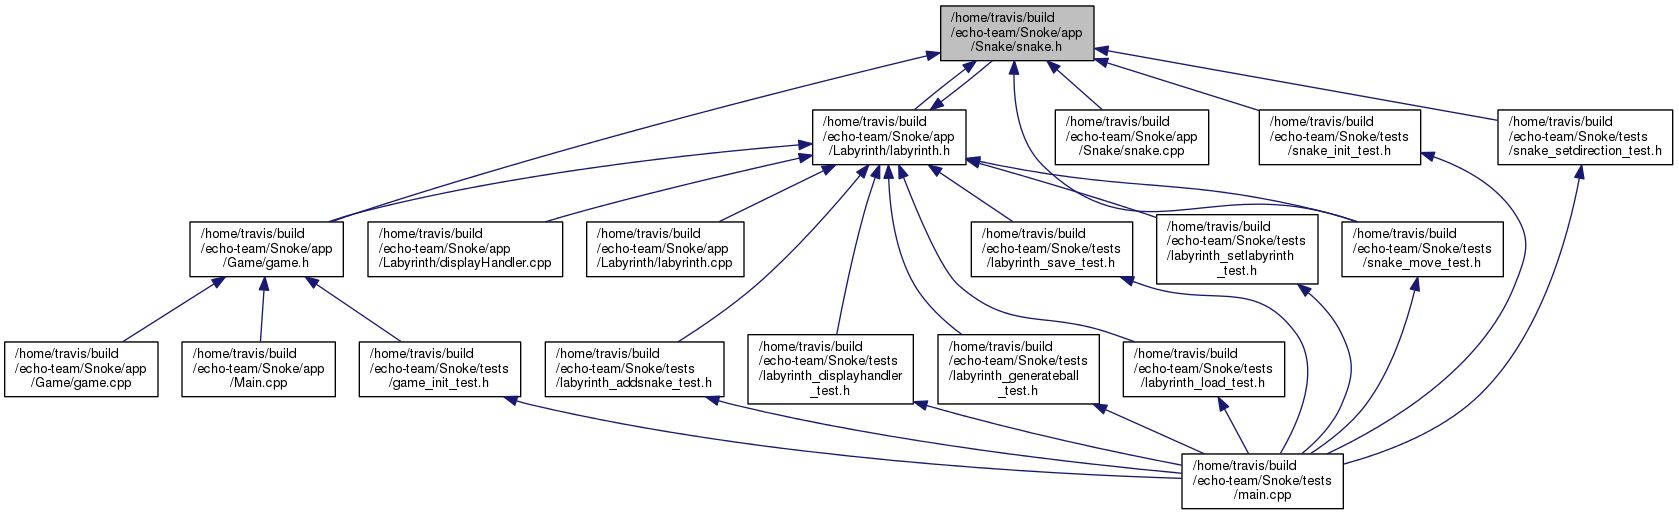 /home/travis/build
/echo-team/Snoke/app
/Snake/snake.h
/home/travis/build
/echo-team/Snoke/app
/Labyrinth/labyrinth.h
/home/travis/build
/echo-team/Snoke/app
/Snake/snake.cpp
/home/travis/build
/echo-team/Snoke/tests
/snake_init_test.h
/home/travis/build
/echo-team/Snoke/tests
/snake_setdirection_test.h
/home/travis/build
/echo-team/Snoke/app
/Game/game.h
/home/travis/build
/echo-team/Snoke/app
/Labyrinth/displayHandler.cpp
/home/travis/build
/echo-team/Snoke/app
/Labyrinth/labyrinth.cpp
/home/travis/build
/echo-team/Snoke/tests
/labyrinth_save_test.h
/home/travis/build
/echo-team/Snoke/tests
/labyrinth_setlabyrinth
_test.h
/home/travis/build
/echo-team/Snoke/tests
/snake_move_test.h
/home/travis/build
/echo-team/Snoke/app
/Game/game.cpp
/home/travis/build
/echo-team/Snoke/app
/Main.cpp
/home/travis/build
/echo-team/Snoke/tests
/game_init_test.h
/home/travis/build
/echo-team/Snoke/tests
/labyrinth_addsnake_test.h
/home/travis/build
/echo-team/Snoke/tests
/labyrinth_displayhandler
_test.h
/home/travis/build
/echo-team/Snoke/tests
/labyrinth_generateball
_test.h
/home/travis/build
/echo-team/Snoke/tests
/labyrinth_load_test.h
/home/travis/build
/echo-team/Snoke/tests
/main.cpp